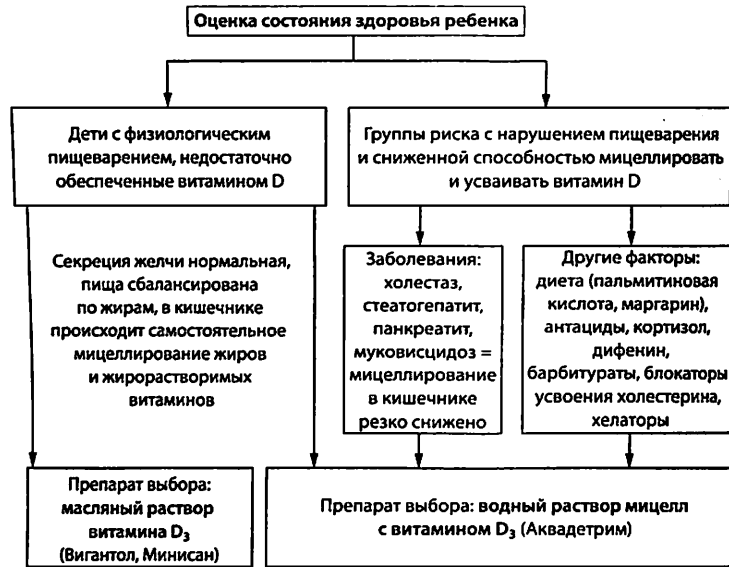 Оценка состояния здоровья ребенка
Дети с физиологическим
пищеварением, недостаточно
обеспеченные витамином D
Группы риска с нарушением пищеварения
и сниженной способностью мицеллировать
и усваивать витамин D
Секреция желчи нормальная,
пища сбалансирована
по жирам, в кишечнике
происходит самостоятельное
мицеллирование жиров
и жирорастворимых
витаминов
Заболевания:
холестаз,
стеатогепатит,
панкреатит,
муковисцидоз =
мицеллирование
в кишечнике
резко снижено
Другие факторы:
диета (пальмитиновая
кислота, маргарин),
антациды, кортизол,
дифенин,
барбитураты, блокаторы
усвоения холестерина,
хелаторы
Препарат выбора:
масляный раствор
витамина D₃
(Вигантол, Минисан)
Препарат выбора: водный раствор мицелл
с витамином D₃ (Аквадетрим)